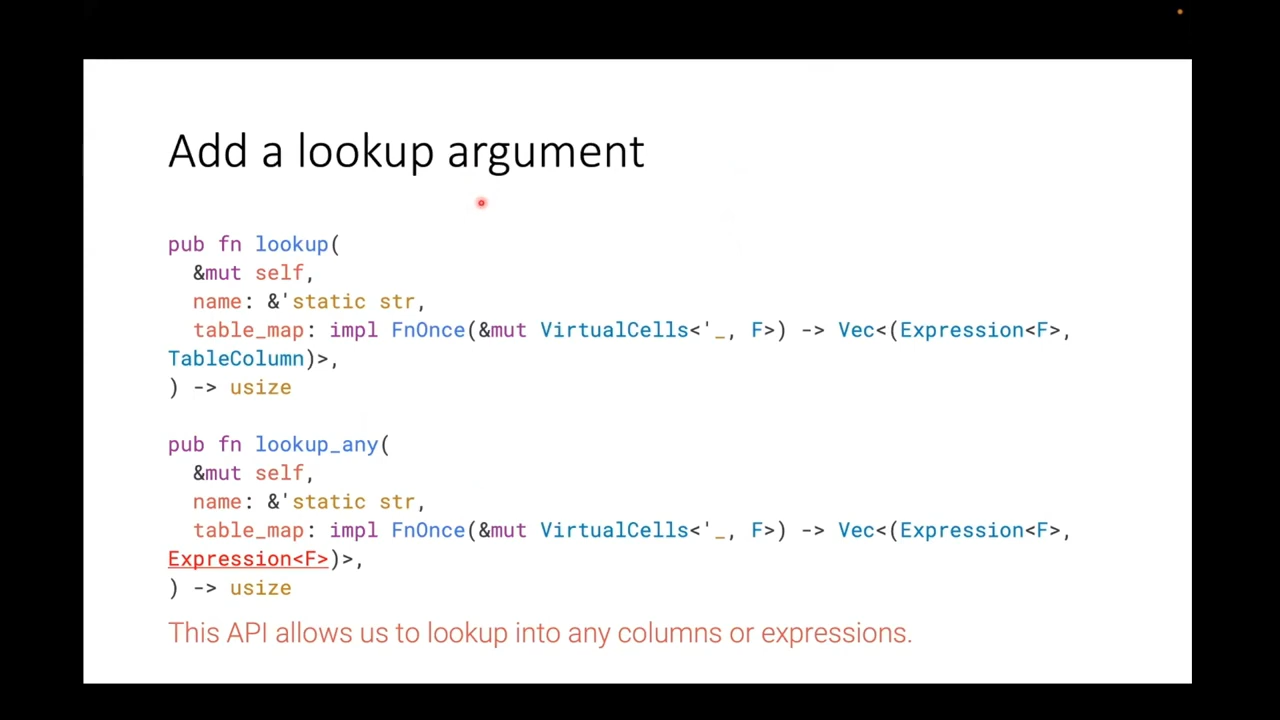 Add a lookup argument
pub fn lookup(
&mut self,
name: &'static str,
table_map: impl FnOnce(&mut VirtualCells<'_, F>) -> Vec<(Expression<F>,
TableColumn)>,
) -> usize
pub fn lookup_any(
&mut self,
name: &'static str,
table_map: impl FnOnce(&mut VirtualCells<'_, F>) -> Vec<(Expression<F>,
Expression<F>)>,
) -> usize
This API allows us to lookup into any columns or expressions.